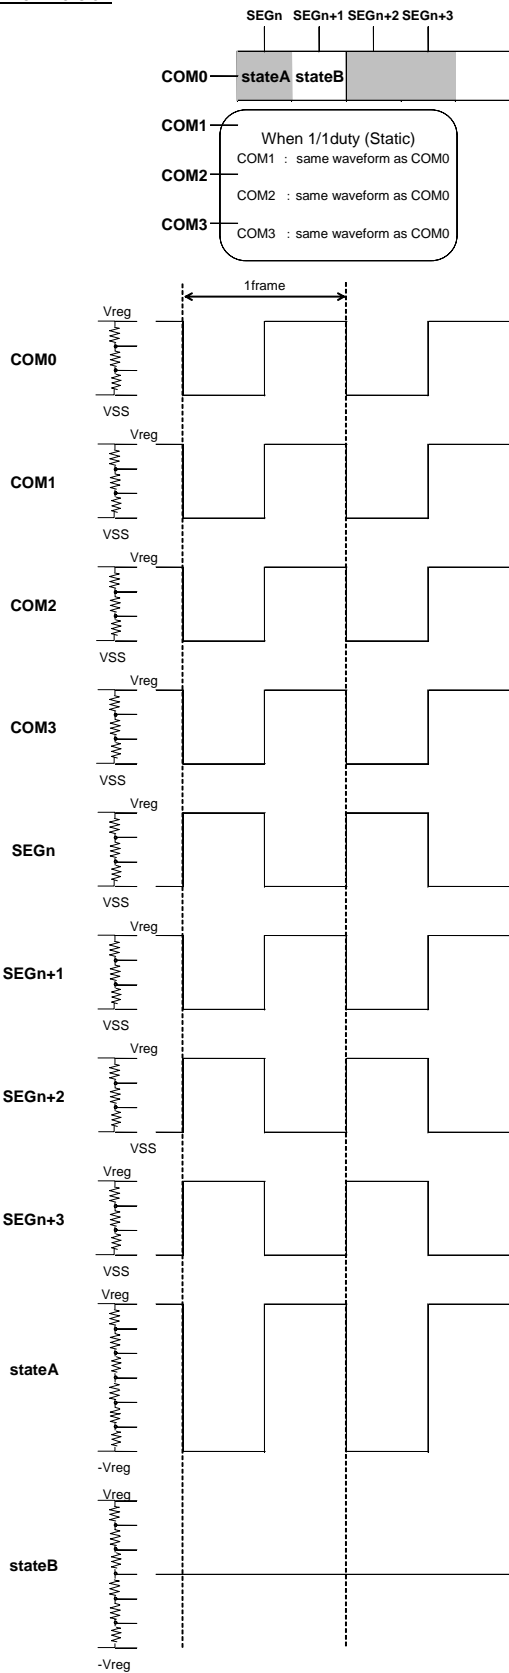 SEGn SEGn+1 SEGn+2 SEGn+3
COM0 stateA stateB
COM1
When 1/1duty (Static)
COM1 : same waveform as COM0
COM2
COM2 : same waveform as COM0
COM3
COM3 : same waveform as COM0
1frame
Vreg
COM0
VSS
Vreg
COM1
VSS
Vreg
COM2
VSS
Vreg
COM3
VSS
Vreg
SEGn
VSS
Vreg
SEGn+1
VSS
Vreg
SEGn+2
VSS
Vreg
SEGn+3
VSS
Vreg
stateA
-Vreg
Vreg
stateB
-Vreg